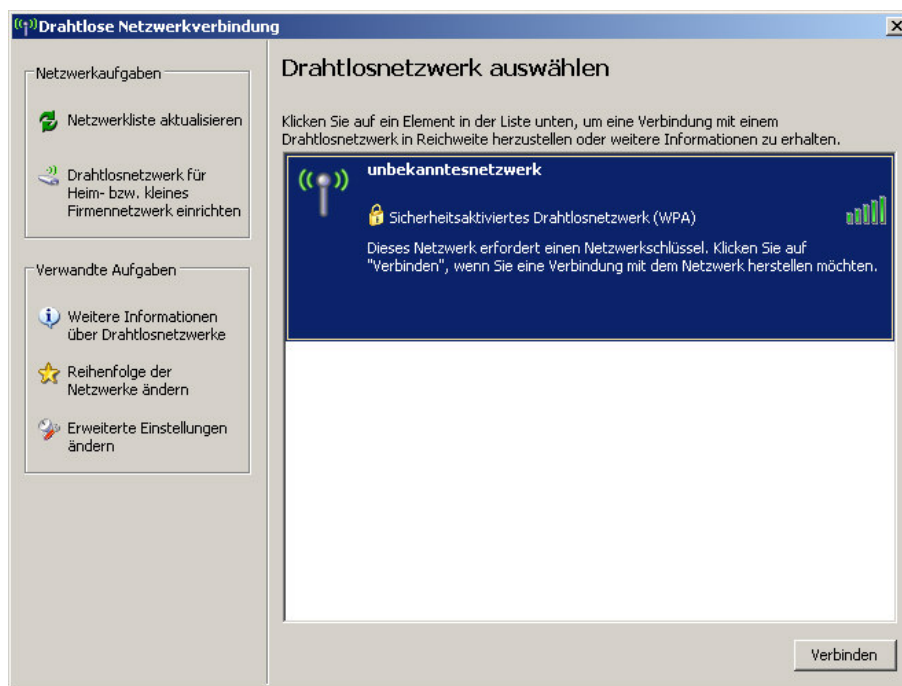 Drahtlose Netzwerkverbindung
Netzwerkaufgaben
Netzwerkliste aktualisieren
Drahtlosnetzwerk für
Heim- bzw. kleines
Firmennetzwerk einrichten
Verwandte Aufgaben
Weitere Informationen
über Drahtlosnetzwerke
Reihenfolge der
Netzwerke ändern
Erweiterte Einstellungen
ändern
Drahtlosnetzwerk auswählen
Klicken Sie auf ein Element in der Liste unten, um eine Verbindung mit einem
Drahtlosnetzwerk in Reichweite herzustellen oder weitere Informationen zu erhalten.
unbekanntesnetzwerk
Sicherheitsaktiviertes Drahtlosnetzwerk (WPA)
Dieses Netzwerk erfordert einen Netzwerkschlüssel. Klicken Sie auf
"Verbinden", wenn Sie eine Verbindung mit dem Netzwerk herstellen möchten.
Verbinden